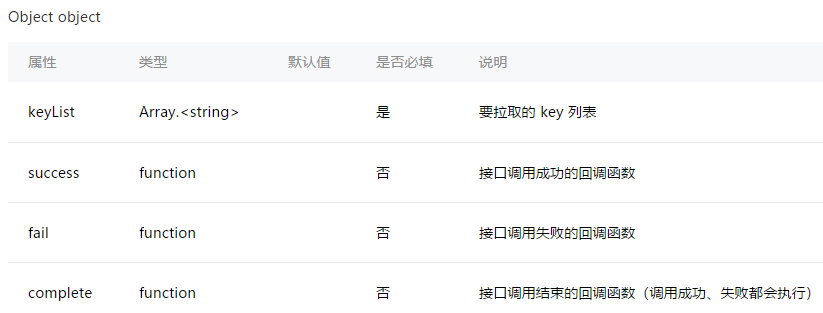 Object object
属性 类型 默认值 是否必填 说明
keyList Array.<string> 是 要拉取的 key 列表
success function 否 接口调用成功的回调函数
fail function 否 接口调用失败的回调函数
complete function 否 接口调用结束的回调函数（调用成功、失败都会执行）